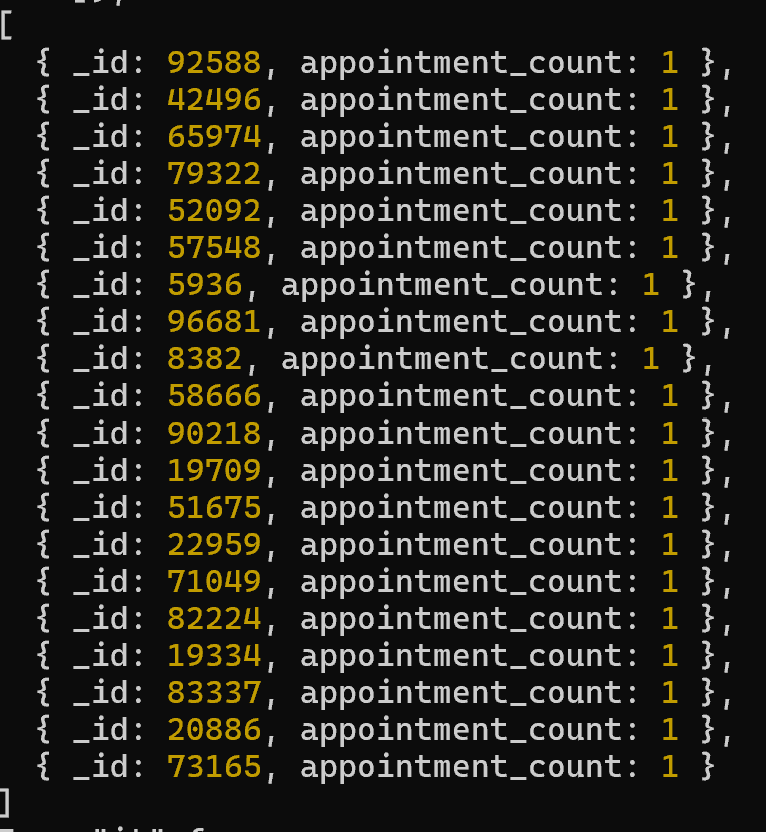 [
  { _id: 92588, appointment_count: 1 },
  { _id: 42496, appointment_count: 1 },
  { _id: 65974, appointment_count: 1 },
  { _id: 79322, appointment_count: 1 },
  { _id: 52092, appointment_count: 1 },
  { _id: 57548, appointment_count: 1 },
  { _id: 5936, appointment_count: 1 },
  { _id: 96681, appointment_count: 1 },
  { _id: 8382, appointment_count: 1 },
  { _id: 58666, appointment_count: 1 },
  { _id: 90218, appointment_count: 1 },
  { _id: 19709, appointment_count: 1 },
  { _id: 51675, appointment_count: 1 },
  { _id: 22959, appointment_count: 1 },
  { _id: 71049, appointment_count: 1 },
  { _id: 82224, appointment_count: 1 },
  { _id: 19334, appointment_count: 1 },
  { _id: 83337, appointment_count: 1 },
  { _id: 20886, appointment_count: 1 },
  { _id: 73165, appointment_count: 1 }
]